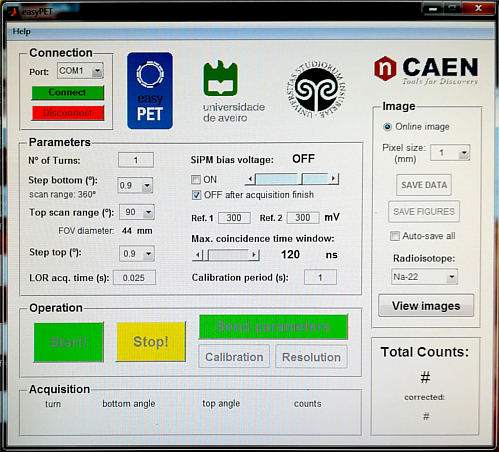 easyPET
Help
Connection
Port: COM1
Connect
Disconnect
easy
PET
universidade
de aveiro
UNIVERSITAS STUDIORUM INSUBRIAE
n CAEN
Tools for Discovery
Parameters
Nº of Turns: 1
Step bottom (º): 0.9
scan range: 360º
Top scan range (º): 90
FOV diameter: 44 mm
Step top (º): 0.9
LOR acq. time (s): 0.025
SiPM bias voltage: OFF
ON
OFF after acquisition finish
Ref. 1 300 Ref. 2 300 mV
Max. coincidence time window:
120 ns
Calibration period (s): 1
Image
Online image
Pixel size: 1
(mm)
SAVE DATA
SAVE FIGURES
Auto-save all
Radioisotope:
Na-22
View images
Operation
Start!
Stop!
Send parameters
Calibration
Resolution
Total Counts:
#
corrected:
#
Acquisition
turn bottom angle top angle counts